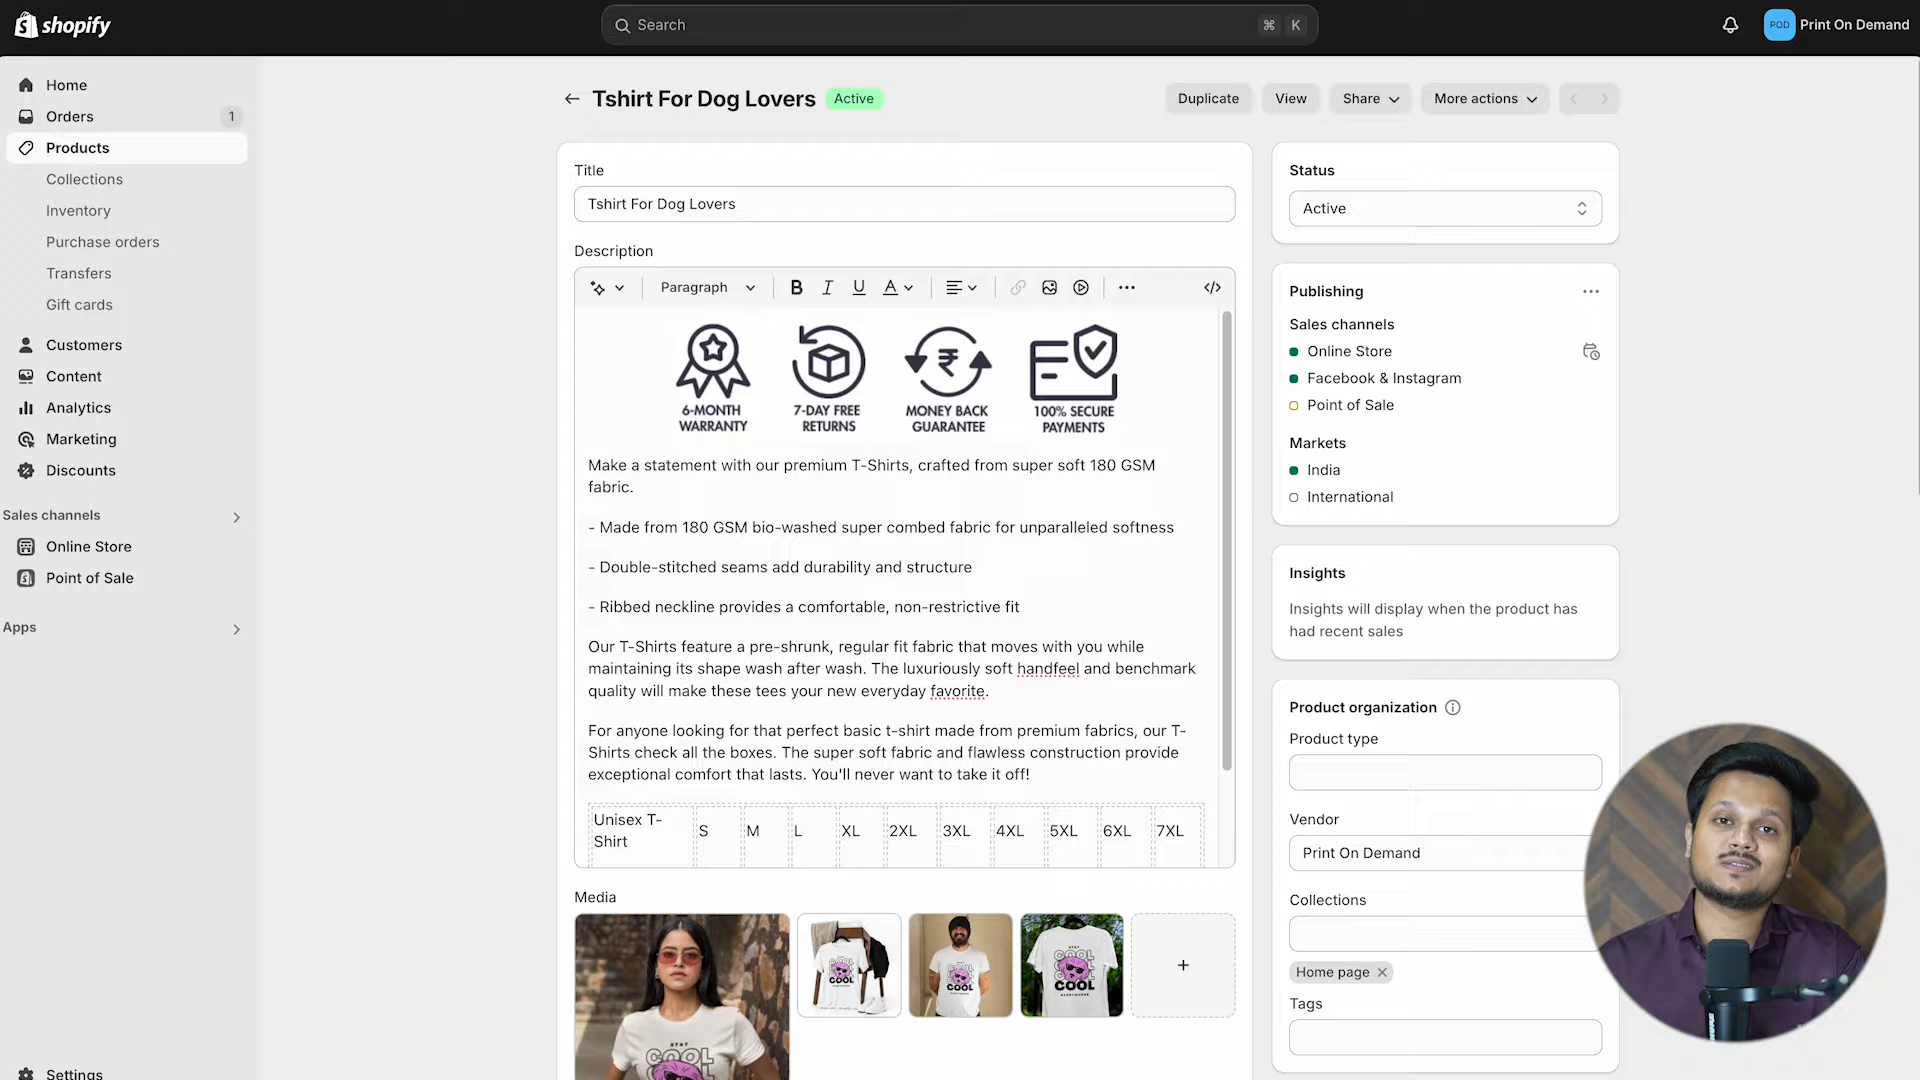 shopify
Search
⌘ K
POD Print On Demand
Home
Orders 1
Products
Collections
Inventory
Purchase orders
Transfers
Gift cards
Customers
Content
Analytics
Marketing
Discounts
Sales channels
Online Store
Point of Sale
Apps
Settings
Tshirt For Dog Lovers Active
Duplicate View Share More actions
Title
Tshirt For Dog Lovers
Description
Paragraph B I U A
6-MONTH WARRANTY
7-DAY FREE RETURNS
MONEY BACK GUARANTEE
100% SECURE PAYMENTS
Make a statement with our premium T-Shirts, crafted from super soft 180 GSM
fabric.
- Made from 180 GSM bio-washed super combed fabric for unparalleled softness
- Double-stitched seams add durability and structure
- Ribbed neckline provides a comfortable, non-restrictive fit
Our T-Shirts feature a pre-shrunk, regular fit fabric that moves with you while
maintaining its shape wash after wash. The luxuriously soft handfeel and benchmark
quality will make these tees your new everyday favorite.
For anyone looking for that perfect basic t-shirt made from premium fabrics, our T-
Shirts check all the boxes. The super soft fabric and flawless construction provide
exceptional comfort that lasts. You'll never want to take it off!
Unisex T-
Shirt S M L XL 2XL 3XL 4XL 5XL 6XL 7XL
Media
STAY
COOL
COOL
COOL
COOL
COOL
Status
Active
Publishing
Sales channels
Online Store
Facebook & Instagram
Point of Sale
Markets
India
International
Insights
Insights will display when the product has
had recent sales
Product organization
Product type
Vendor
Print On Demand
Collections
Home page
Tags